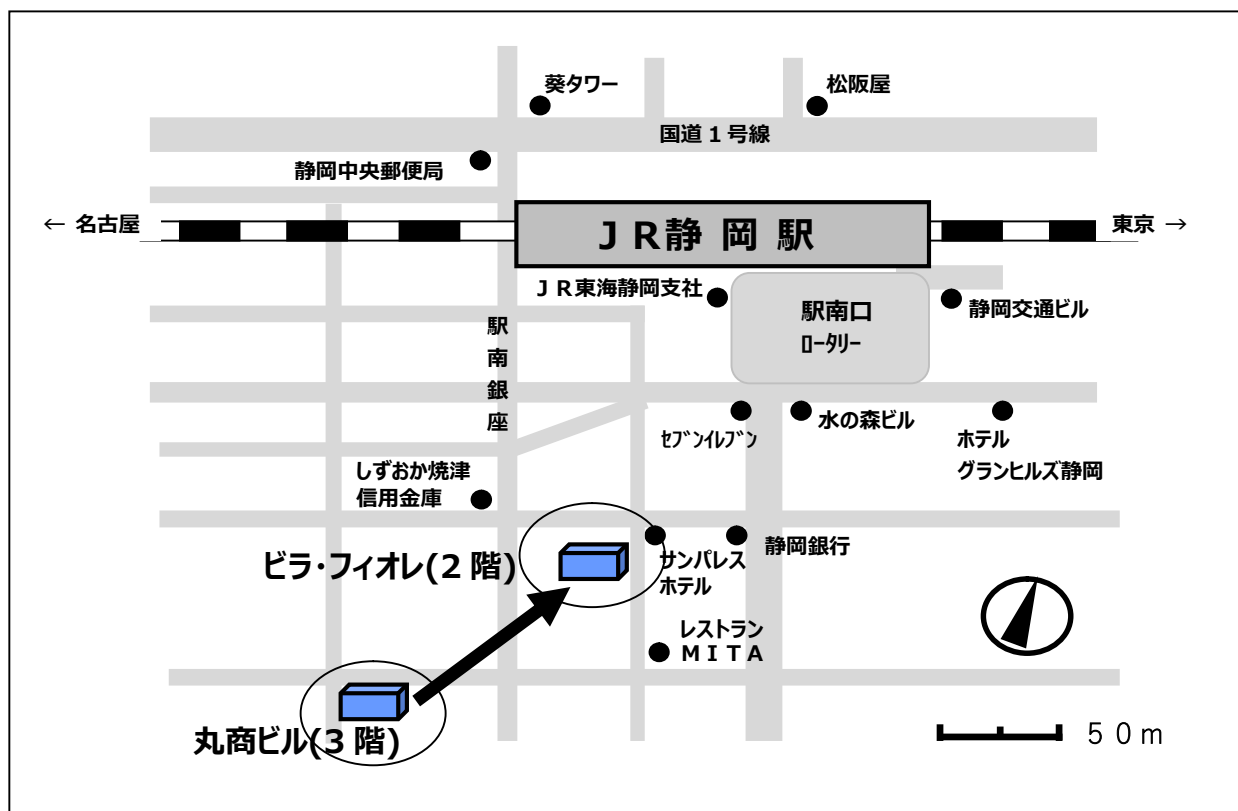 葵タワー
松阪屋
国道１号線
静岡中央郵便局
← 名古屋
ＪＲ静 岡 駅
東京 →
ＪＲ東海静岡支社
駅南口
ﾛｰﾀﾘｰ
静岡交通ビル
駅南銀座
ｾﾌﾞﾝｲﾚﾌﾞﾝ
水の森ビル
ホテル
グランヒルズ静岡
しずおか焼津
信用金庫
ビラ・フィオレ(２階)
サンパレス
ホテル
静岡銀行
レストラン
ＭＩＴＡ
丸商ビル(３階)
５０ｍ